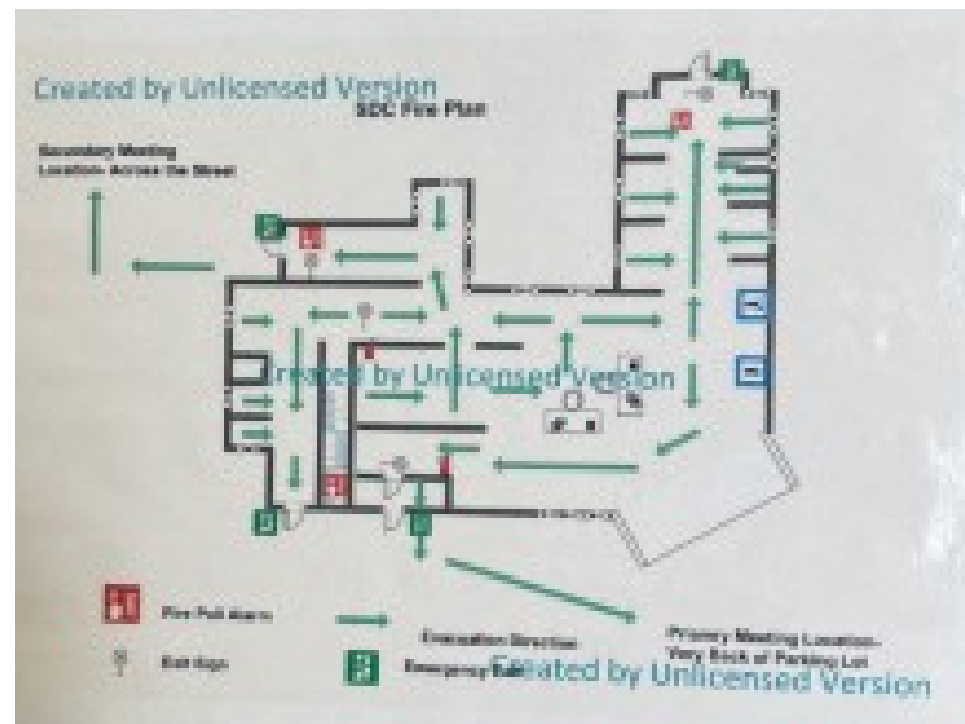 Created by Unlicensed Version
SDC Fire Plan
Secondary Meeting
Location- Across the Street
Created by Unlicensed Version
Fire Pull Alarm
Evacuation Direction
Exit Sign
Emergency Exit
Primary Meeting Location-
Very Back of Parking Lot
Created by Unlicensed Version